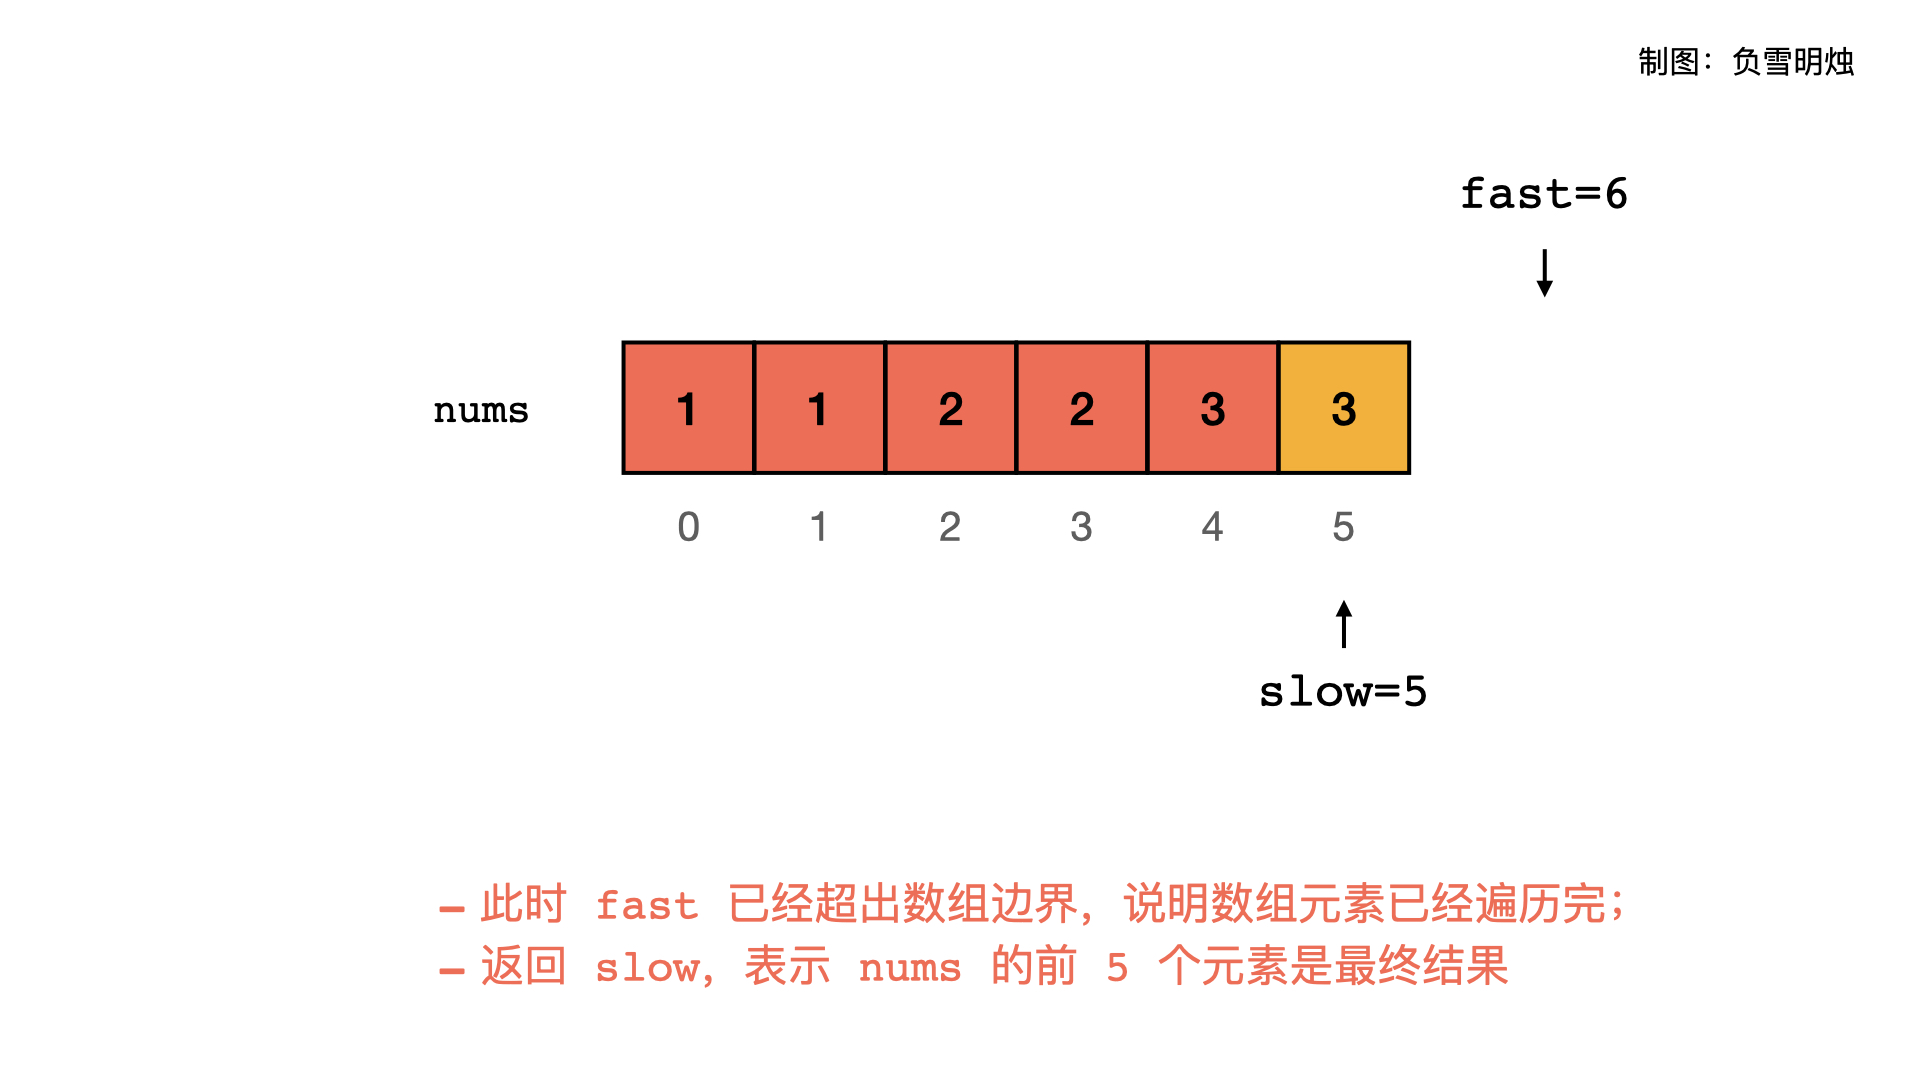 制图：负雪明烛
fast=6
nums 1 1 2 2 3 3
0 1 2 3 4 5
slow=5
- 此时 fast 已经超出数组边界，说明数组元素已经遍历完；
- 返回 slow，表示 nums 的前 5 个元素是最终结果